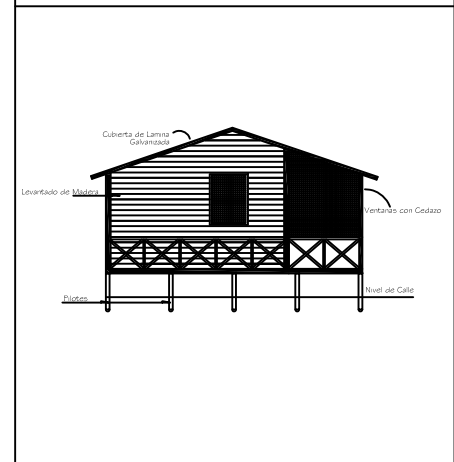 Cubierta de Lamina
Galvanizada
Levantado de Madera
Ventanas con Cedazo
Nivel de Calle
Pilotes